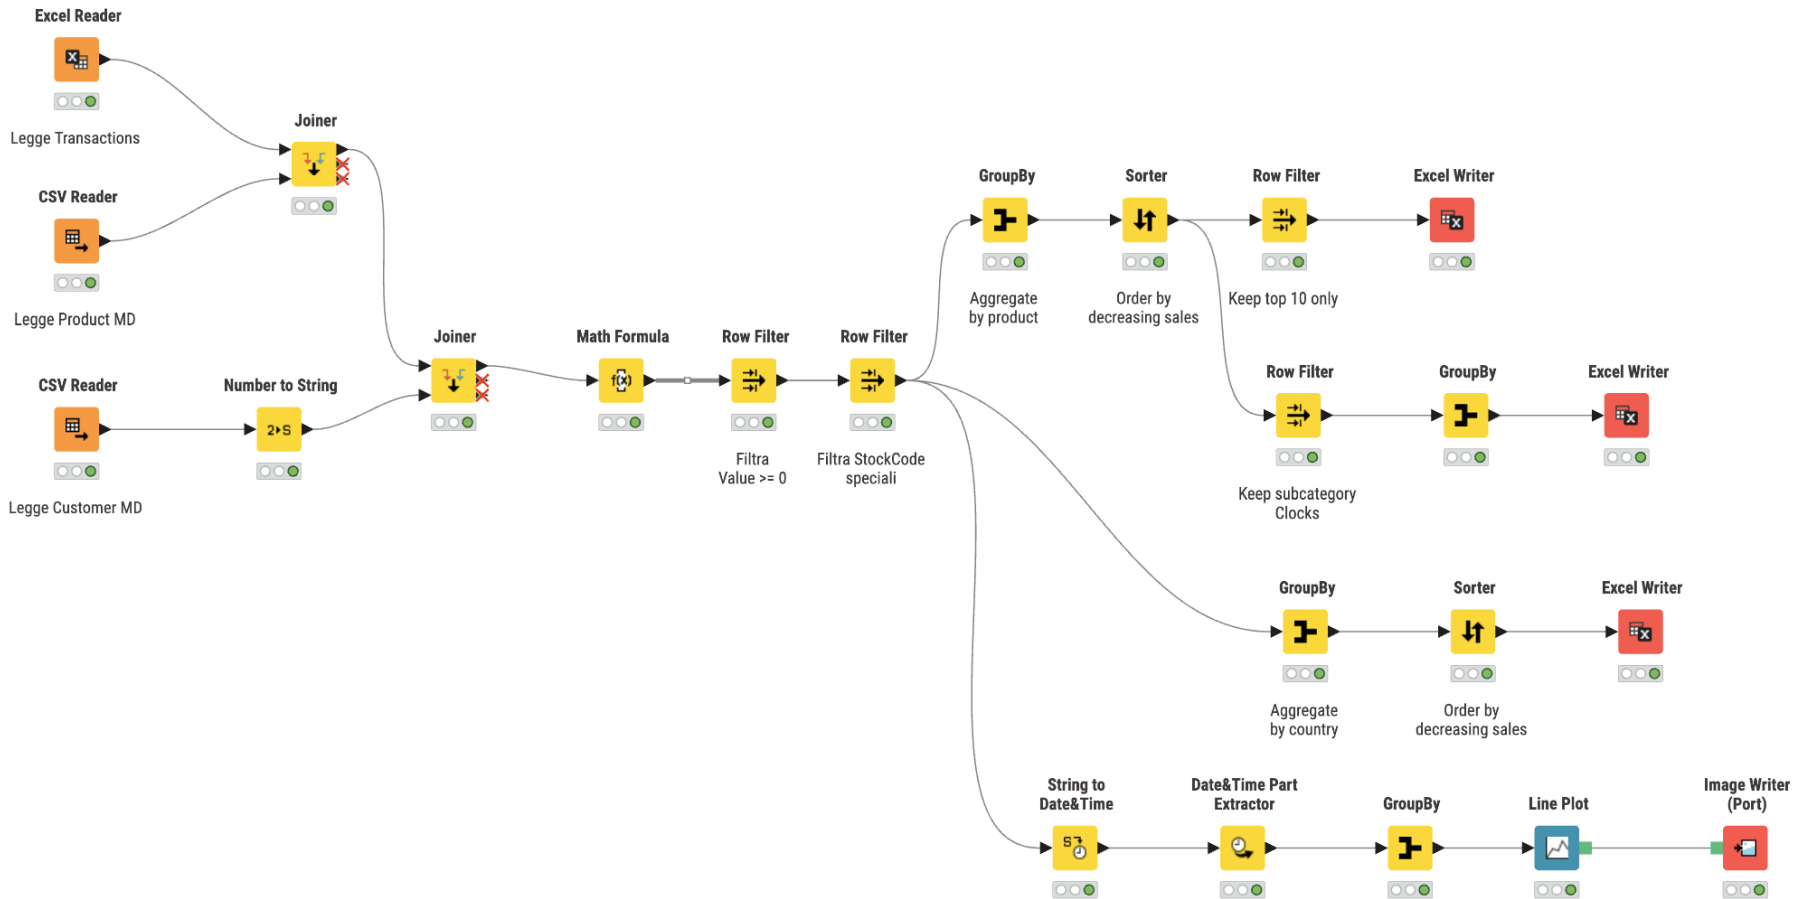 Excel Reader
Legge Transactions
Joiner
CSV Reader
Legge Product MD
CSV Reader
Legge Customer MD
Number to String
2▸S
Joiner
Math Formula
f(x)
Row Filter
Filtra
Value >= 0
Row Filter
Filtra StockCode
speciali
GroupBy
Aggregate
by product
Sorter
Order by
decreasing sales
Row Filter
Keep top 10 only
Excel Writer
Row Filter
Keep subcategory
Clocks
GroupBy
Excel Writer
GroupBy
Aggregate
by country
Sorter
Order by
decreasing sales
Excel Writer
String to
Date&Time
S
Date&Time Part
Extractor
GroupBy
Line Plot
Image Writer
(Port)